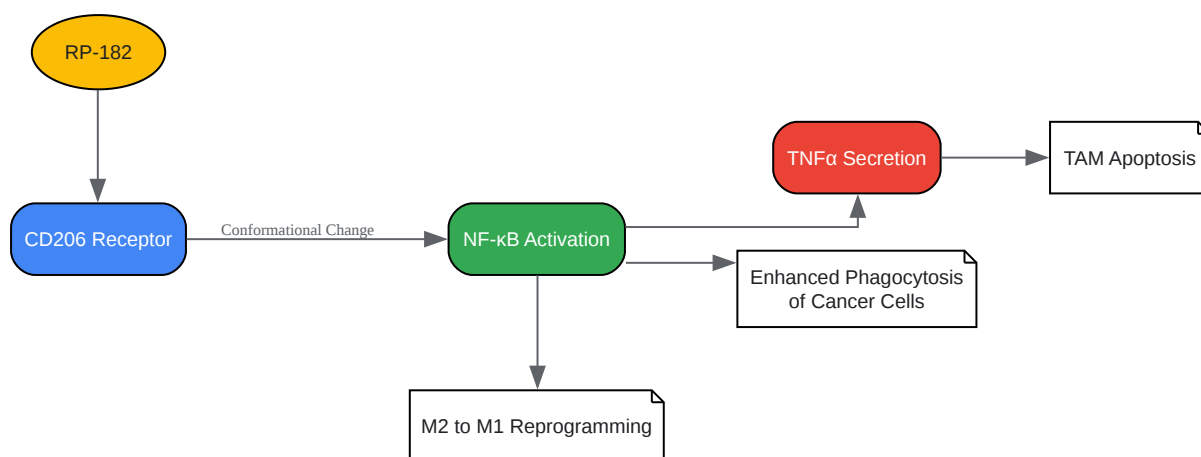 RP-182
TNFα Secretion
TAM Apoptosis
CD206 Receptor
Conformational Change
NF-κB Activation
Enhanced Phagocytosis
of Cancer Cells
M2 to M1 Reprogramming